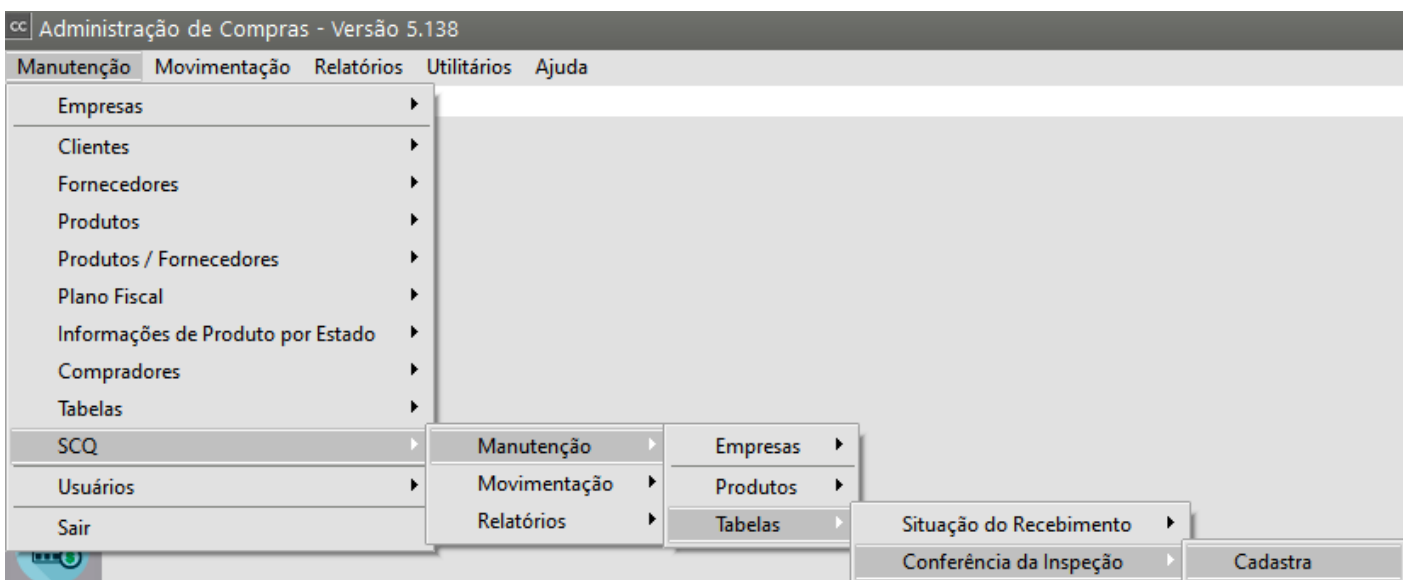 cc Administração de Compras - Versão 5.138
Manutenção Movimentação Relatórios Utilitários Ajuda
Empresas
Clientes
Fornecedores
Produtos
Produtos / Fornecedores
Plano Fiscal
Informações de Produto por Estado
Compradores
Tabelas
SCQ
Usuários
Sair
Manutenção
Movimentação
Relatórios
Empresas
Produtos
Tabelas
Situação do Recebimento
Conferência da Inspeção
Cadastra